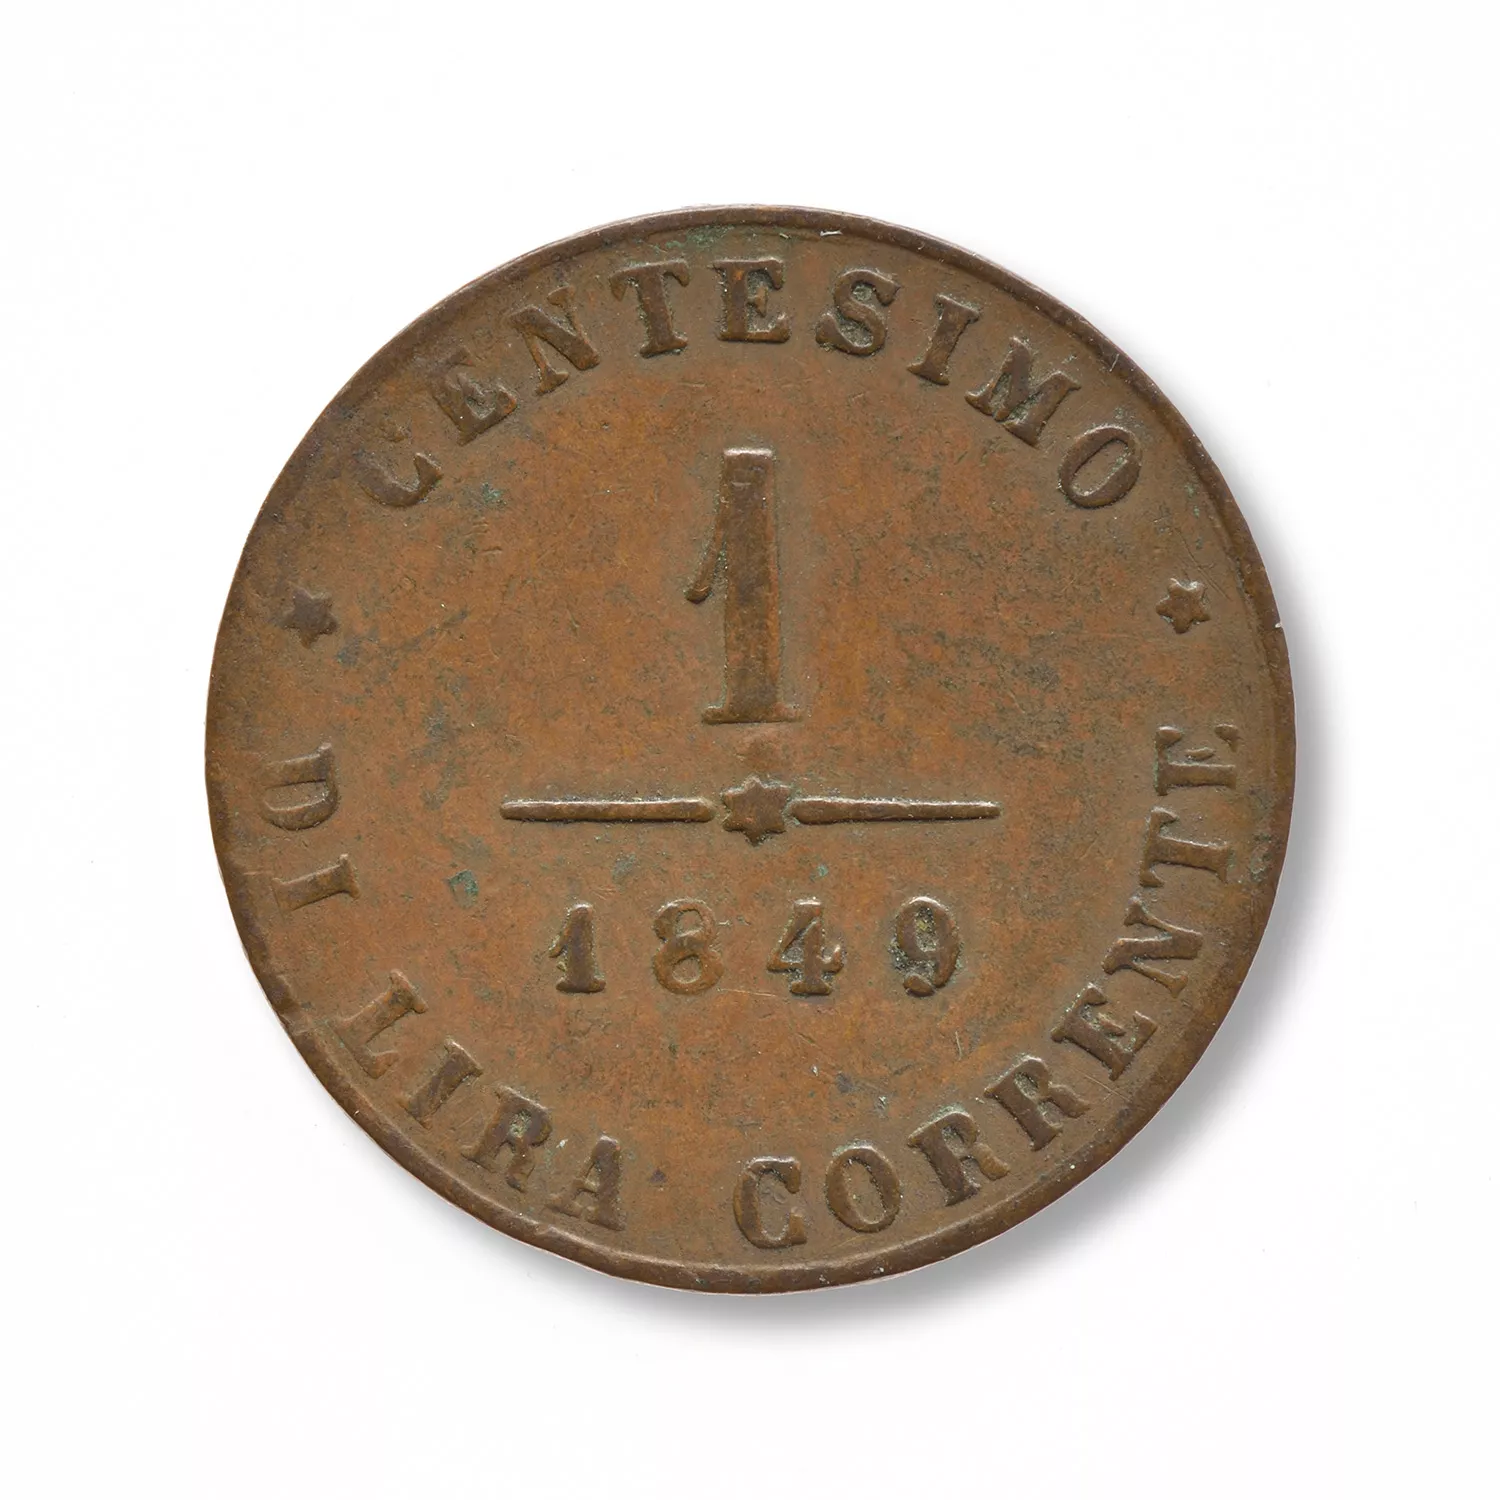 CENTESIMO
1
1849
DI LIRA CORRENTE